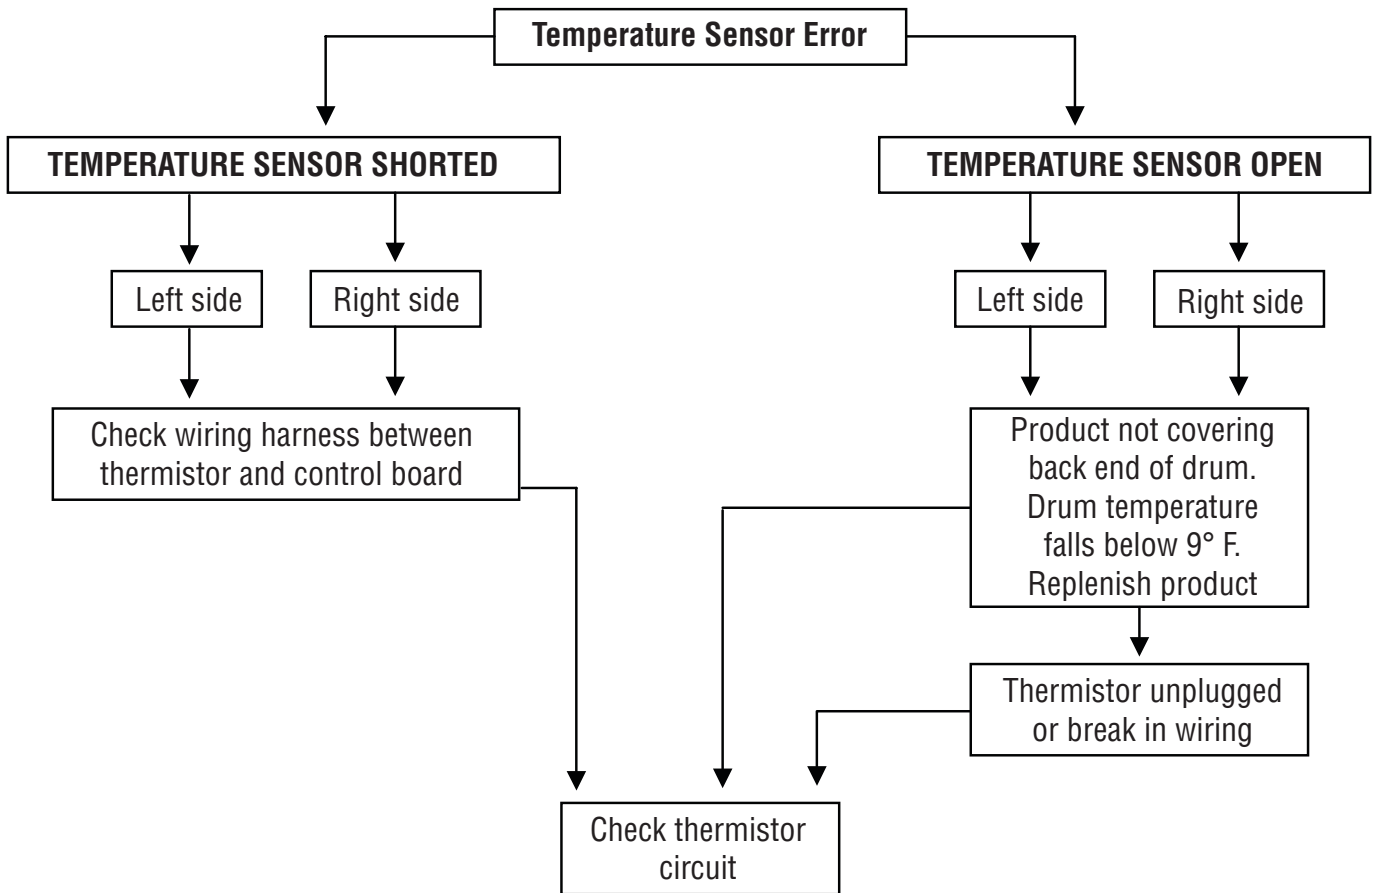 Temperature Sensor Error
TEMPERATURE SENSOR SHORTED
TEMPERATURE SENSOR OPEN
Left side
Right side
Left side
Right side
Check wiring harness between
thermistor and control board
Product not covering
back end of drum.
Drum temperature
falls below 9° F.
Replenish product
Thermistor unplugged
or break in wiring
Check thermistor
circuit